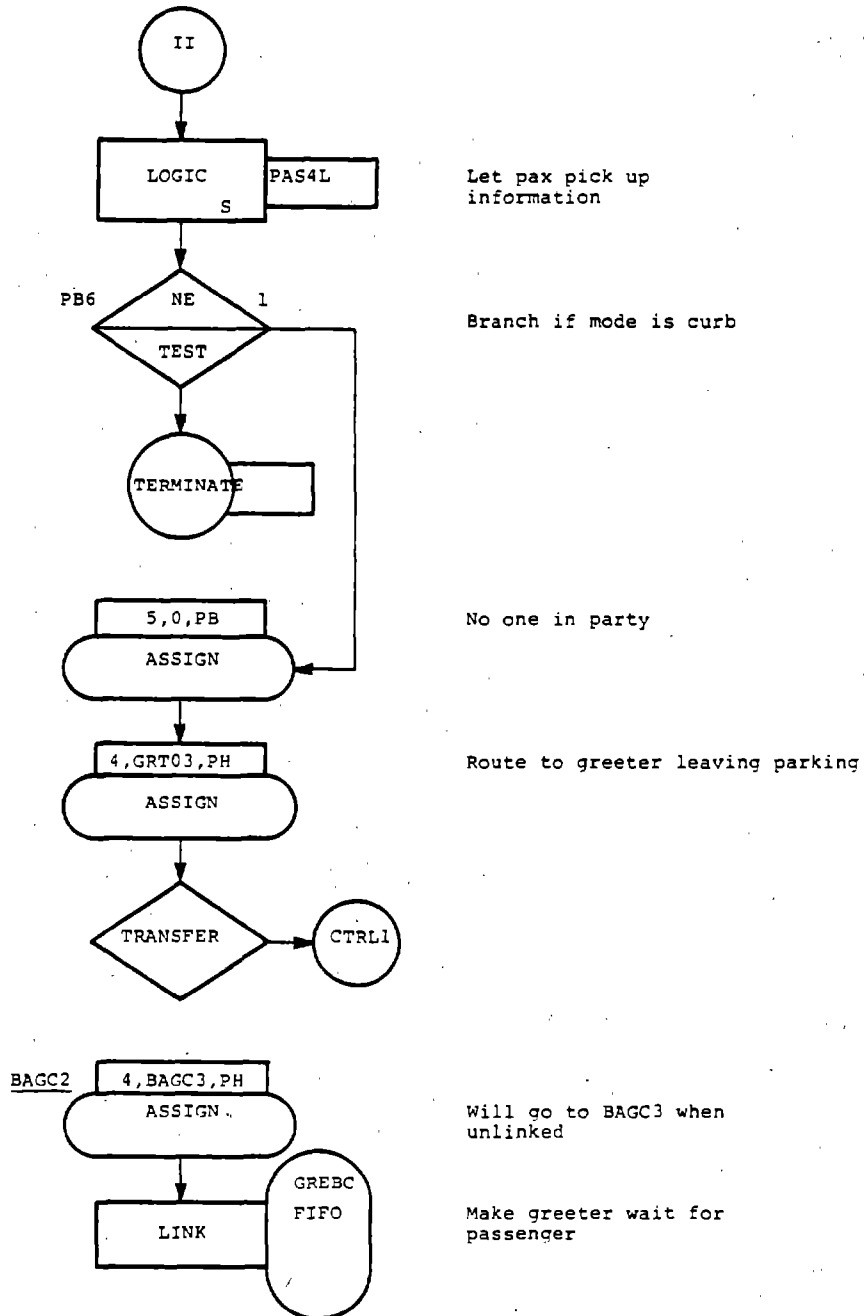 II
LOGIC
S
PAS4L
Let pax pick up
information
PB6
NE
1
TEST
Branch if mode is curb
TERMINATE
5,0,PB
ASSIGN
No one in party
4,GRT03,PH
ASSIGN
Route to greeter leaving parking
TRANSFER
CTRL1
BAGC2
4,BAGC3,PH
ASSIGN
Will go to BAGC3 when
unlinked
GREBC
FIFO
LINK
Make greeter wait for
passenger